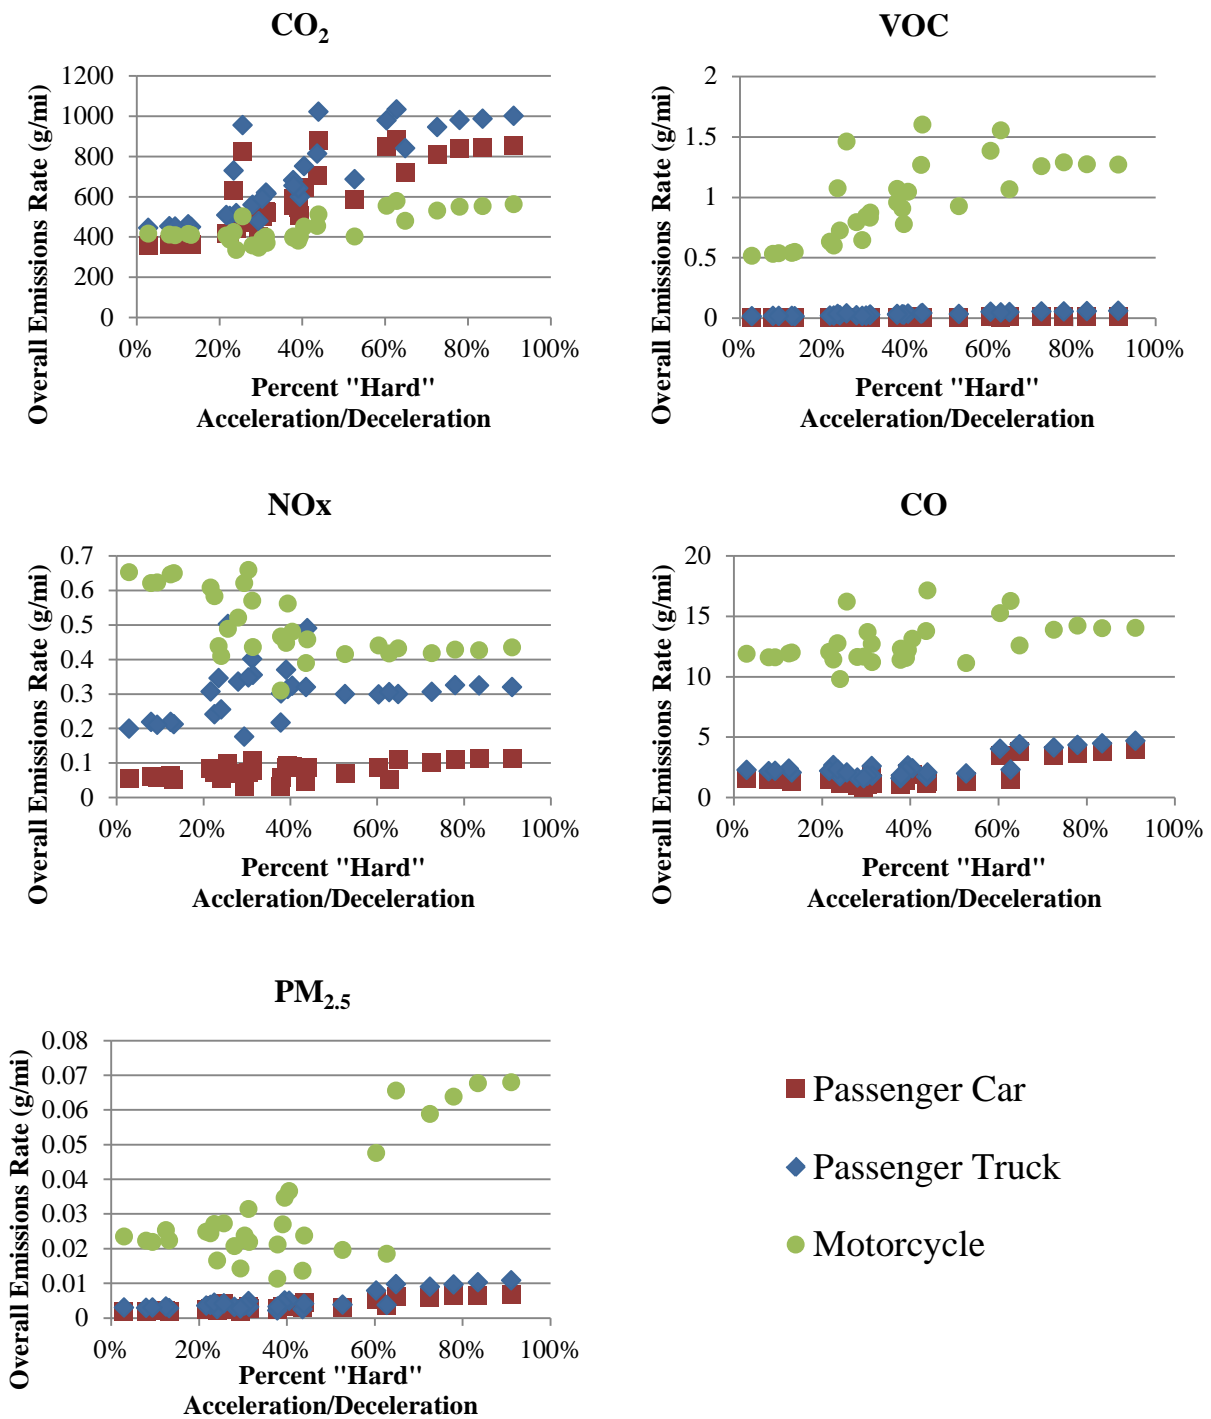 CO2
Overall Emissions Rate (g/mi)
1200
1000
800
600
400
200
0
0% 20% 40% 60% 80% 100%
Percent "Hard"
Acceleration/Deceleration
VOC
Overall Emissions Rate (g/mi)
2
1.5
1
0.5
0
0% 20% 40% 60% 80% 100%
Percent "Hard"
Acceleration/Deceleration
NOx
Overall Emissions Rate (g/mi)
0.7
0.6
0.5
0.4
0.3
0.2
0.1
0
0% 20% 40% 60% 80% 100%
Percent "Hard"
Accleration/Deceleration
CO
Overall Emissions Rate (g/mi)
20
15
10
5
0
0% 20% 40% 60% 80% 100%
Percent "Hard"
Acceleration/Deceleration
PM2.5
Overall Emissions Rate (g/mi)
0.08
0.07
0.06
0.05
0.04
0.03
0.02
0.01
0
0% 20% 40% 60% 80% 100%
Percent "Hard"
Acceleration/Deceleration
Passenger Car
Passenger Truck
Motorcycle